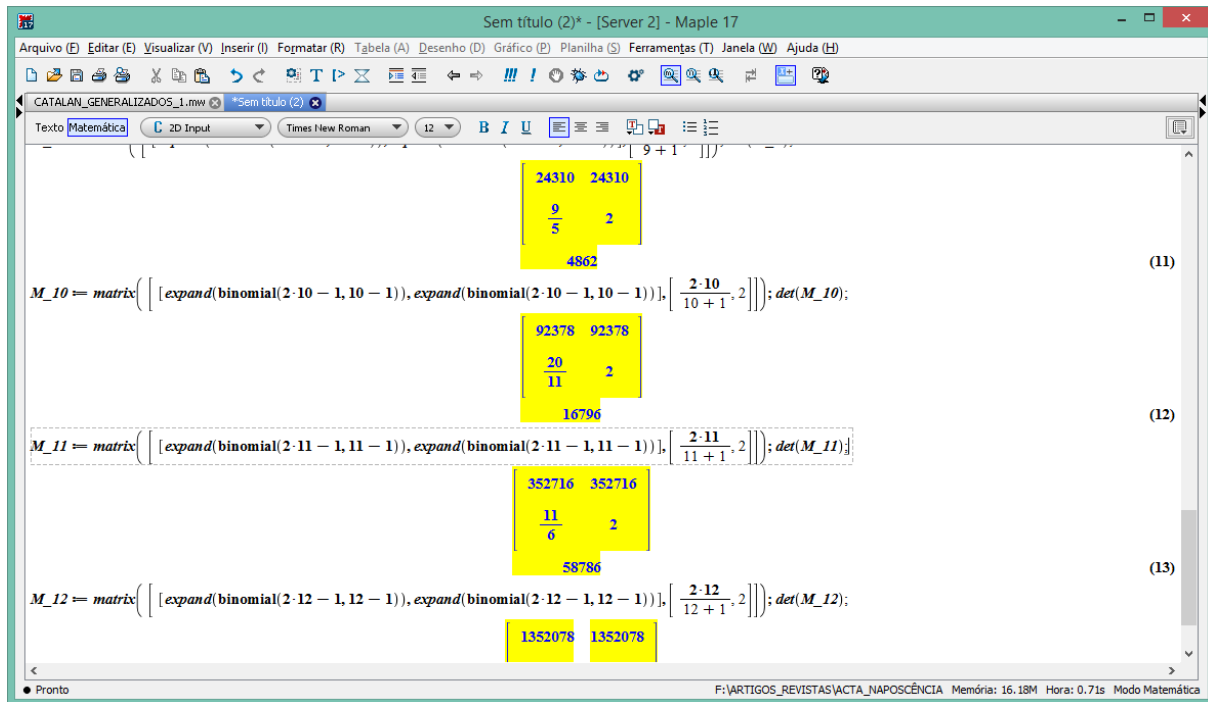 Sem título (2)* - [Server 2] - Maple 17
Arquivo (F) Editar (E) Visualizar (V) Inserir (I) Formatar (R) Tabela (A) Desenho (D) Gráfico (P) Planilha (S) Ferramentas (T) Janela (W) Ajuda (H)
CATALAN_GENERALIZADOS_1.mw *Sem título (2)
Texto Matemática C 2D Input Times New Roman 12 B I U
9 + 1
24310 24310
9/5 2
4862 (11)
M_10 := matrix([ [expand(binomial(2·10 − 1, 10 − 1)), expand(binomial(2·10 − 1, 10 − 1))], [ 2·10/10 + 1, 2]]); det(M_10);
92378 92378
20/11 2
16796 (12)
M_11 := matrix([ [expand(binomial(2·11 − 1, 11 − 1)), expand(binomial(2·11 − 1, 11 − 1))], [ 2·11/11 + 1, 2]]); det(M_11);
352716 352716
11/6 2
58786 (13)
M_12 := matrix([ [expand(binomial(2·12 − 1, 12 − 1)), expand(binomial(2·12 − 1, 12 − 1))], [ 2·12/12 + 1, 2]]); det(M_12);
1352078 1352078
Pronto F:\ARTIGOS_REVISTAS\ACTA_NAPOSCÊNCIA Memória: 16.18M Hora: 0.71s Modo Matemática